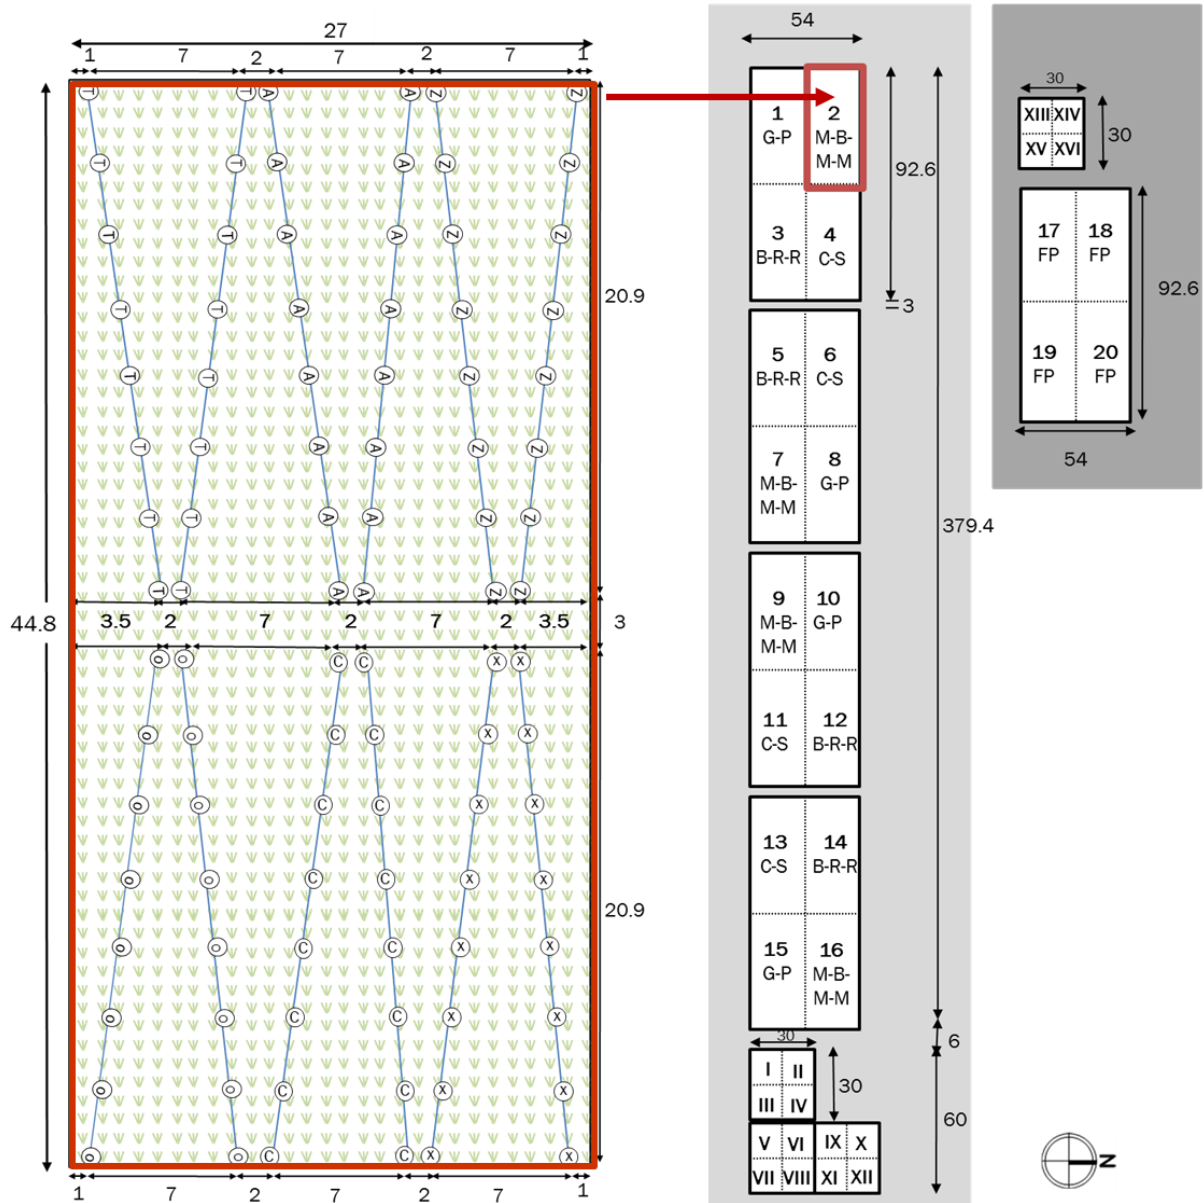 27
1 7 2 7 2 7 1
T T A A Z Z
T T A A Z Z
T T A A Z Z
T T A A Z Z
T T A A Z Z
T T A A Z Z
T T A A Z Z
T T A A Z Z
20.9
44.8
3.5 2 7 2 7 2 3.5
3
O O C C X X
O O C C X X
O O C C X X
O O C C X X
O O C C X X
O O C C X X
O O C C X X
O O C C X X
20.9
1 7 2 7 2 7 1
54
1 2
G-P M-B-
M-M
3 4
B-R-R C-S
92.6
3
5 6
B-R-R C-S
7 8
M-B- G-P
M-M
9 10
M-B- G-P
M-M
11 12
C-S B-R-R
13 14
C-S B-R-R
15 16
G-P M-B-
M-M
379.4
6
30
I II
III IV
30
V VI IX X
VII VIII XI XII
60
30
XIII XIV
XV XVI
30
17 18
FP FP
19 20
FP FP
92.6
54
N